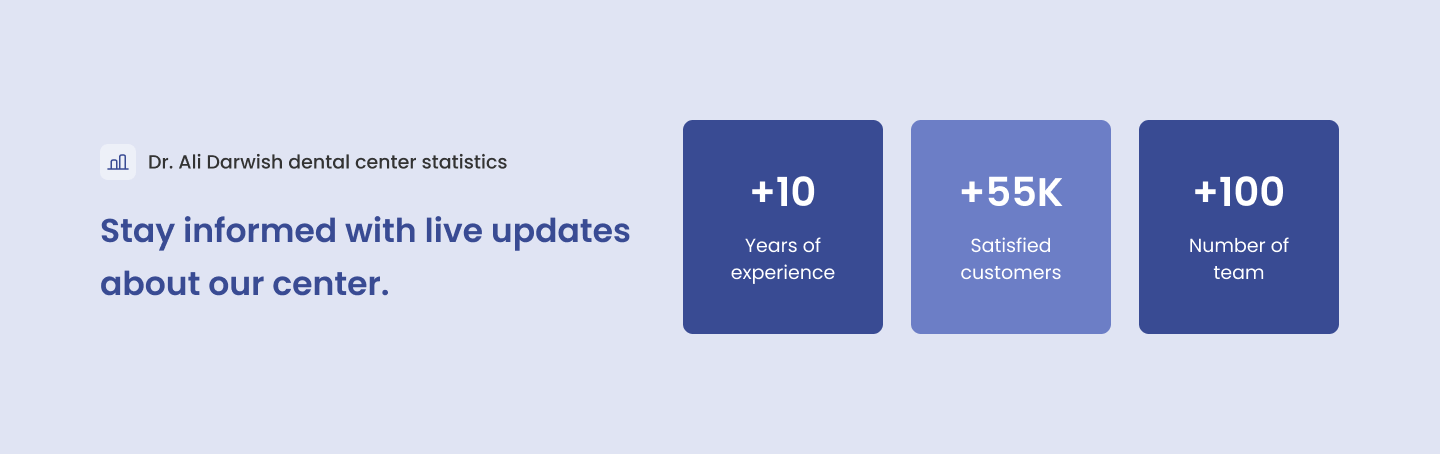 Dr. Ali Darwish dental center statistics
Stay informed with live updates
about our center.
+10
Years of
experience
+55K
Satisfied
customers
+100
Number of
team